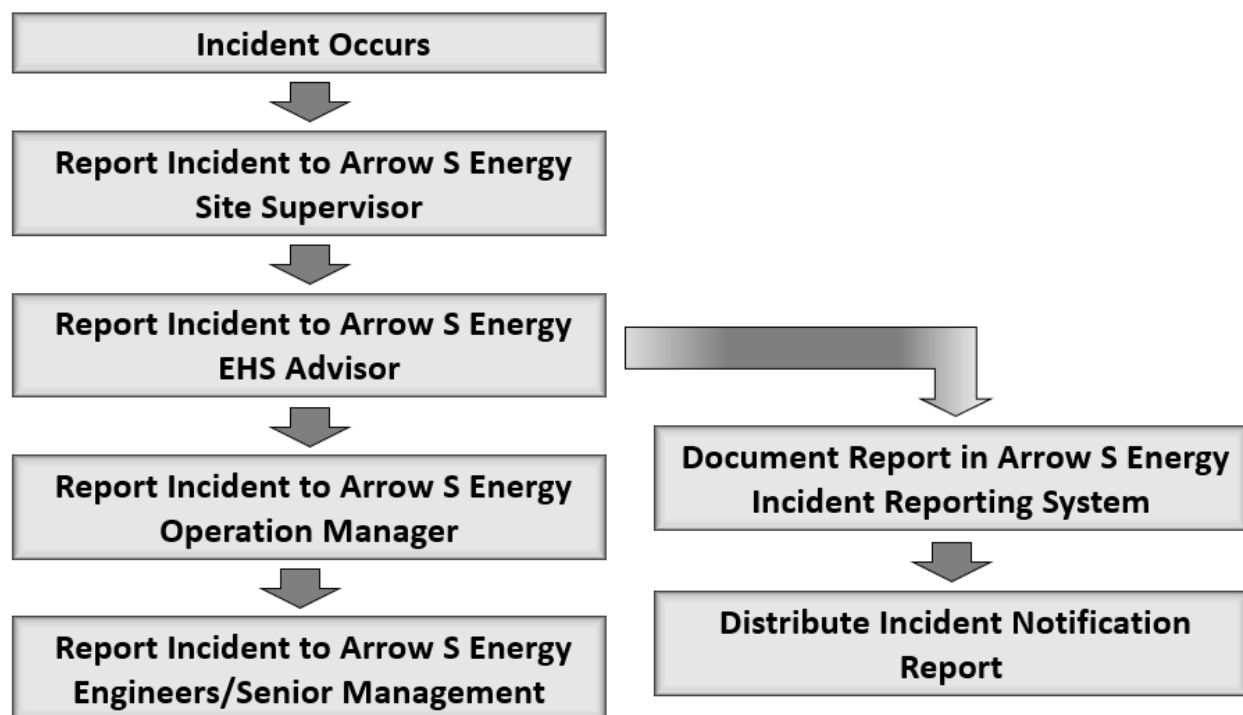 Incident Occurs
Report Incident to Arrow S Energy
Site Supervisor
Report Incident to Arrow S Energy
EHS Advisor
Report Incident to Arrow S Energy
Operation Manager
Report Incident to Arrow S Energy
Engineers/Senior Management
Document Report in Arrow S Energy
Incident Reporting System
Distribute Incident Notification
Report